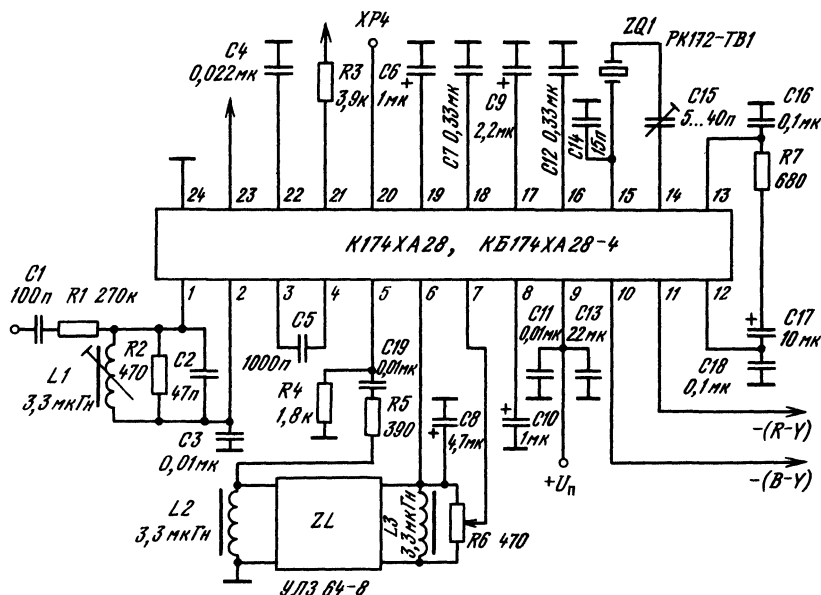 XP4
ZQ1
РК172-ТВ1
C4
0,022мк
R3
3,9к
C6
1мк
C7 0,33мк
C9
2,2мк
C12 0,33мк
C14
15п
C15
5...40п
C16
0,1мк
R7
680
24 23 22 21 20 19 18 17 16 15 14 13
К174ХА28, КБ174ХА28-4
1 2 3 4 5 6 7 8 9 10 11 12
C1
100п
R1 270к
L1
3,3мкГн
R2
470
C2
47п
C3
0,01мк
C5
1000п
R4
1,8к
C19
0,01мк
R5
390
C8
4,7мк
C10
1мк
C11
0,01мк
C13
22мк
+Uп
C17
10мк
C18
0,1мк
-(R-Y)
-(B-Y)
L2
3,3мкГн
ZL
L3
3,3мкГн
R6 470
УЛЗ 64-8